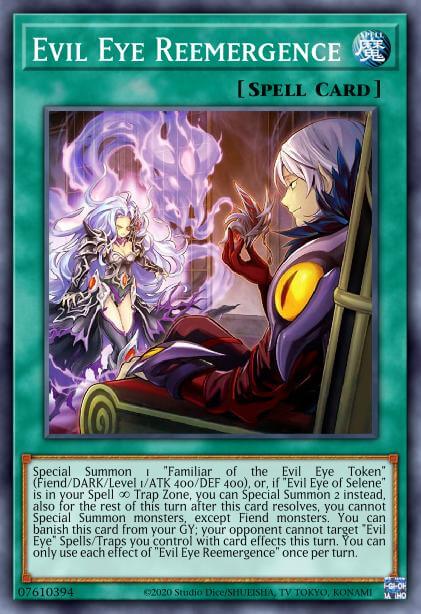 EVIL EYE REEMERGENCE
SPELL
魔
[ SPELL CARD ]
Special Summon 1 "Familiar of the Evil Eye Token"
(Fiend/DARK/Level 1/ATK 400/DEF 400), or, if "Evil Eye of Selene"
is in your Spell ∞ Trap Zone, you can Special Summon 2 instead,
also for the rest of this turn after this card resolves, you cannot
Special Summon monsters, except Fiend monsters. You can
banish this card from your GY; your opponent cannot target "Evil
Eye" Spells/Traps you control with card effects this turn. You can
only use each effect of "Evil Eye Reemergence" once per turn.
07610394
©2020 Studio Dice/SHUEISHA, TV TOKYO, KONAMI